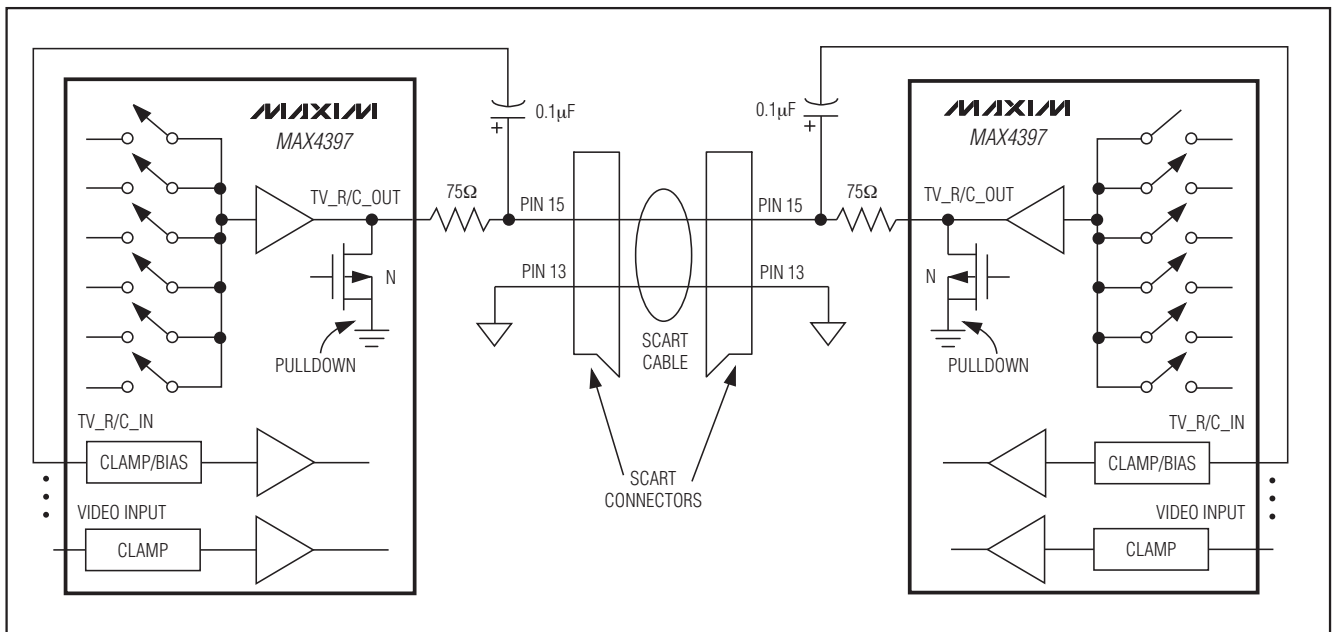 MAXIM
MAX4397
0.1µF
+
TV_R/C_OUT
75Ω
PIN 15
PIN 13
N
PULLDOWN
TV_R/C_IN
CLAMP/BIAS
VIDEO INPUT
CLAMP
SCART
CABLE
SCART
CONNECTORS
0.1µF
+
PIN 15
75Ω
PIN 13
MAXIM
MAX4397
TV_R/C_OUT
N
PULLDOWN
TV_R/C_IN
CLAMP/BIAS
VIDEO INPUT
CLAMP